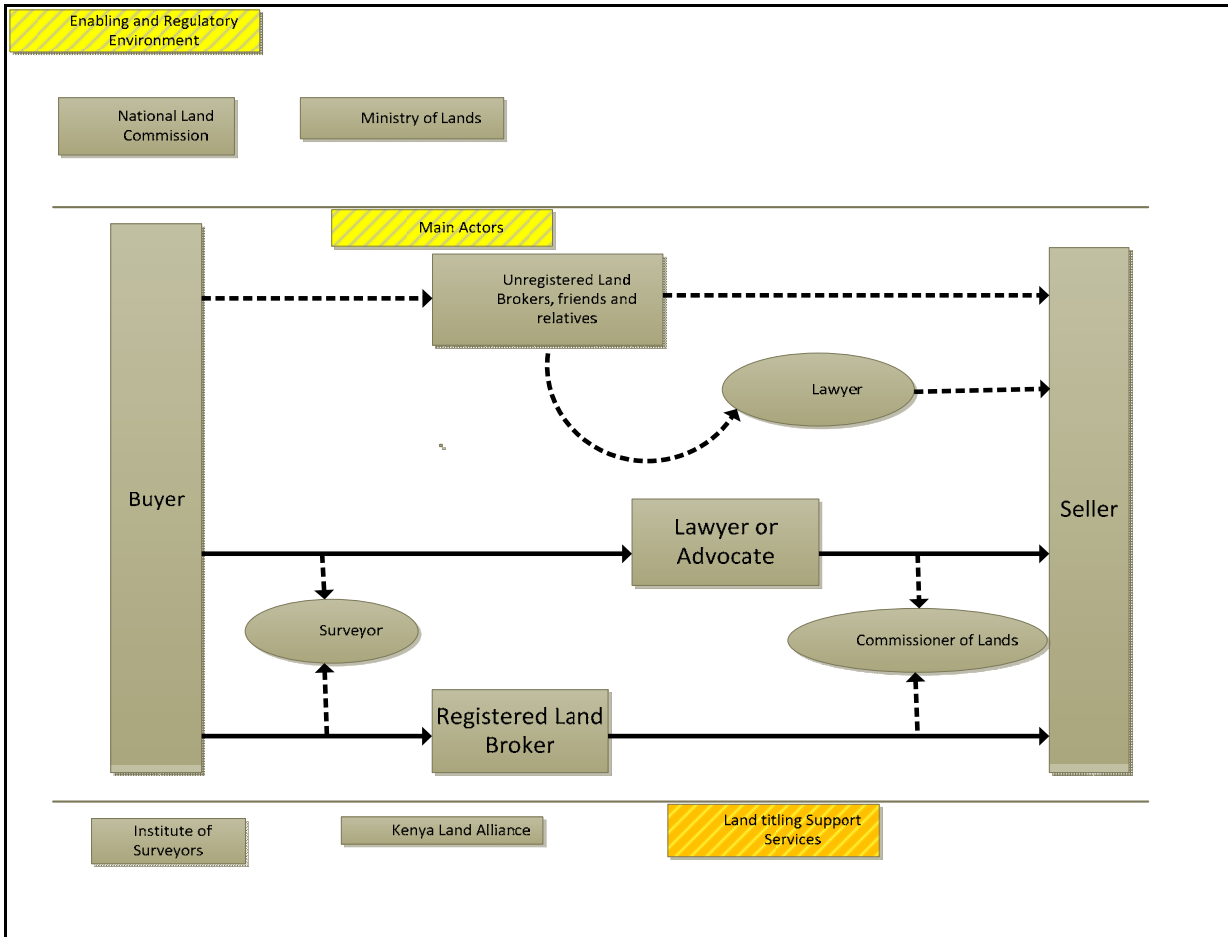 Enabling and Regulatory
Environment
National Land
Commission
Ministry of Lands
Main Actors
Unregistered Land
Brokers, friends and
relatives
Lawyer
Buyer
Seller
Lawyer or
Advocate
Surveyor
Commissioner of Lands
Registered Land
Broker
Institute of
Surveyors
Kenya Land Alliance
Land titling Support
Services